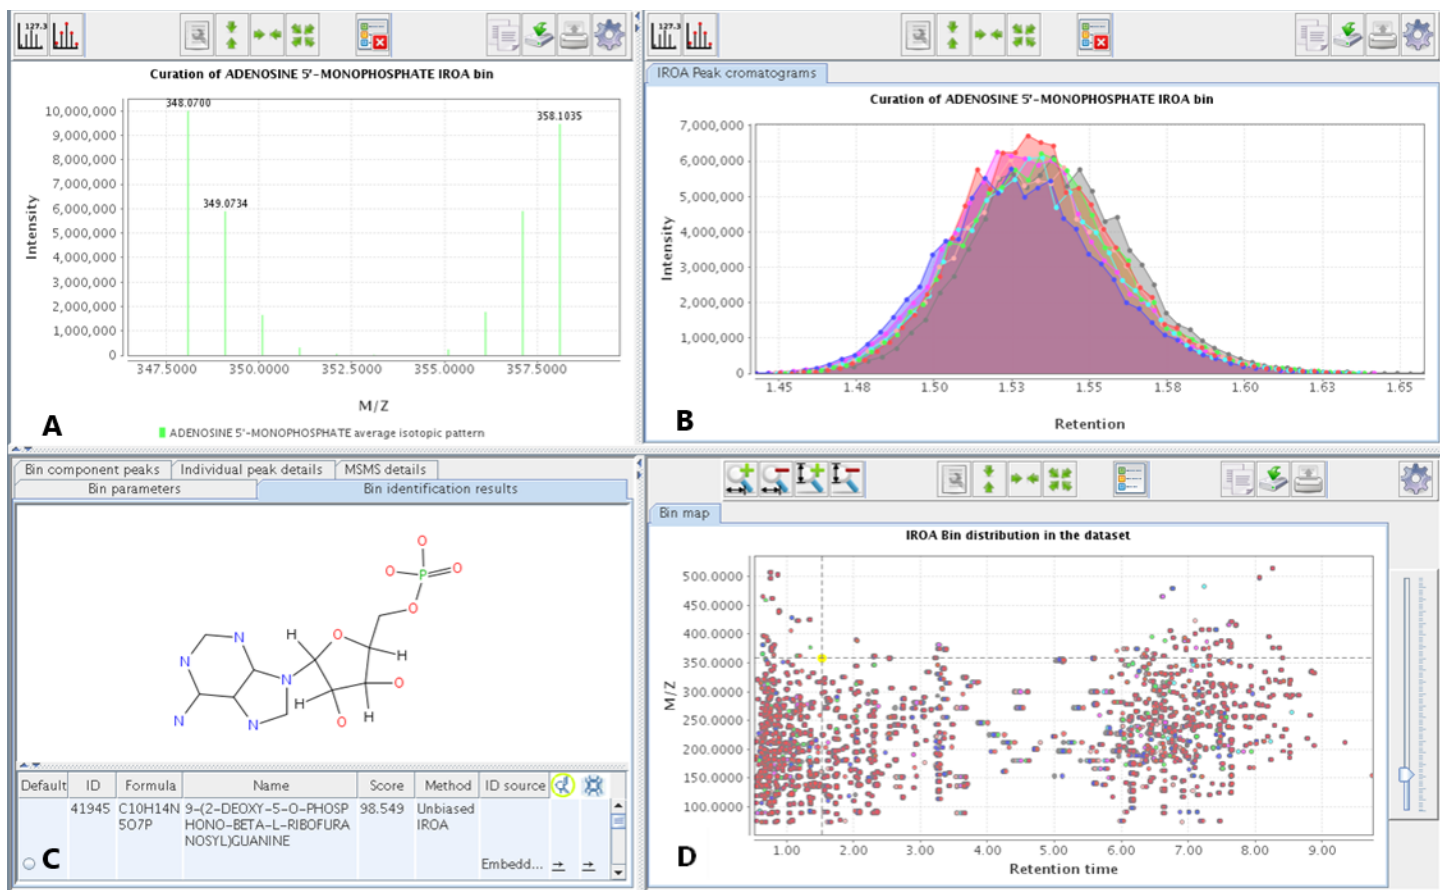 127.3
Curation of ADENOSINE 5'-MONOPHOSPHATE IROA bin
348.0700
358.1035
349.0734
10,000,000
9,000,000
8,000,000
7,000,000
6,000,000
5,000,000
4,000,000
3,000,000
2,000,000
1,000,000
0
Intensity
347.5000 350.0000 352.5000 355.0000 357.5000
M/Z
ADENOSINE 5'-MONOPHOSPHATE average isotopic pattern
A
127.3
IROA Peak cromatograms
Curation of ADENOSINE 5'-MONOPHOSPHATE IROA bin
7,000,000
6,000,000
5,000,000
4,000,000
3,000,000
2,000,000
1,000,000
0
Intensity
1.45 1.48 1.50 1.53 1.55 1.58 1.60 1.63 1.65
Retention
B
Bin component peaks Individual peak details MSMS details
Bin parameters Bin identification results
O
O P O
O
H O
N N H
N O
H
H
N N O
Default ID Formula Name Score Method ID source
41945 C10H14N 9-(2-DEOXY-5-O-PHOSP 98.549 Unbiased
5O7P HONO-BETA-L-RIBOFURA IROA
NOSYL)GUANINE
Embedd...
C
Bin map
IROA Bin distribution in the dataset
500.0000
450.0000
400.0000
350.0000
300.0000
250.0000
200.0000
150.0000
100.0000
M/Z
1.00 2.00 3.00 4.00 5.00 6.00 7.00 8.00 9.00
Retention time
D